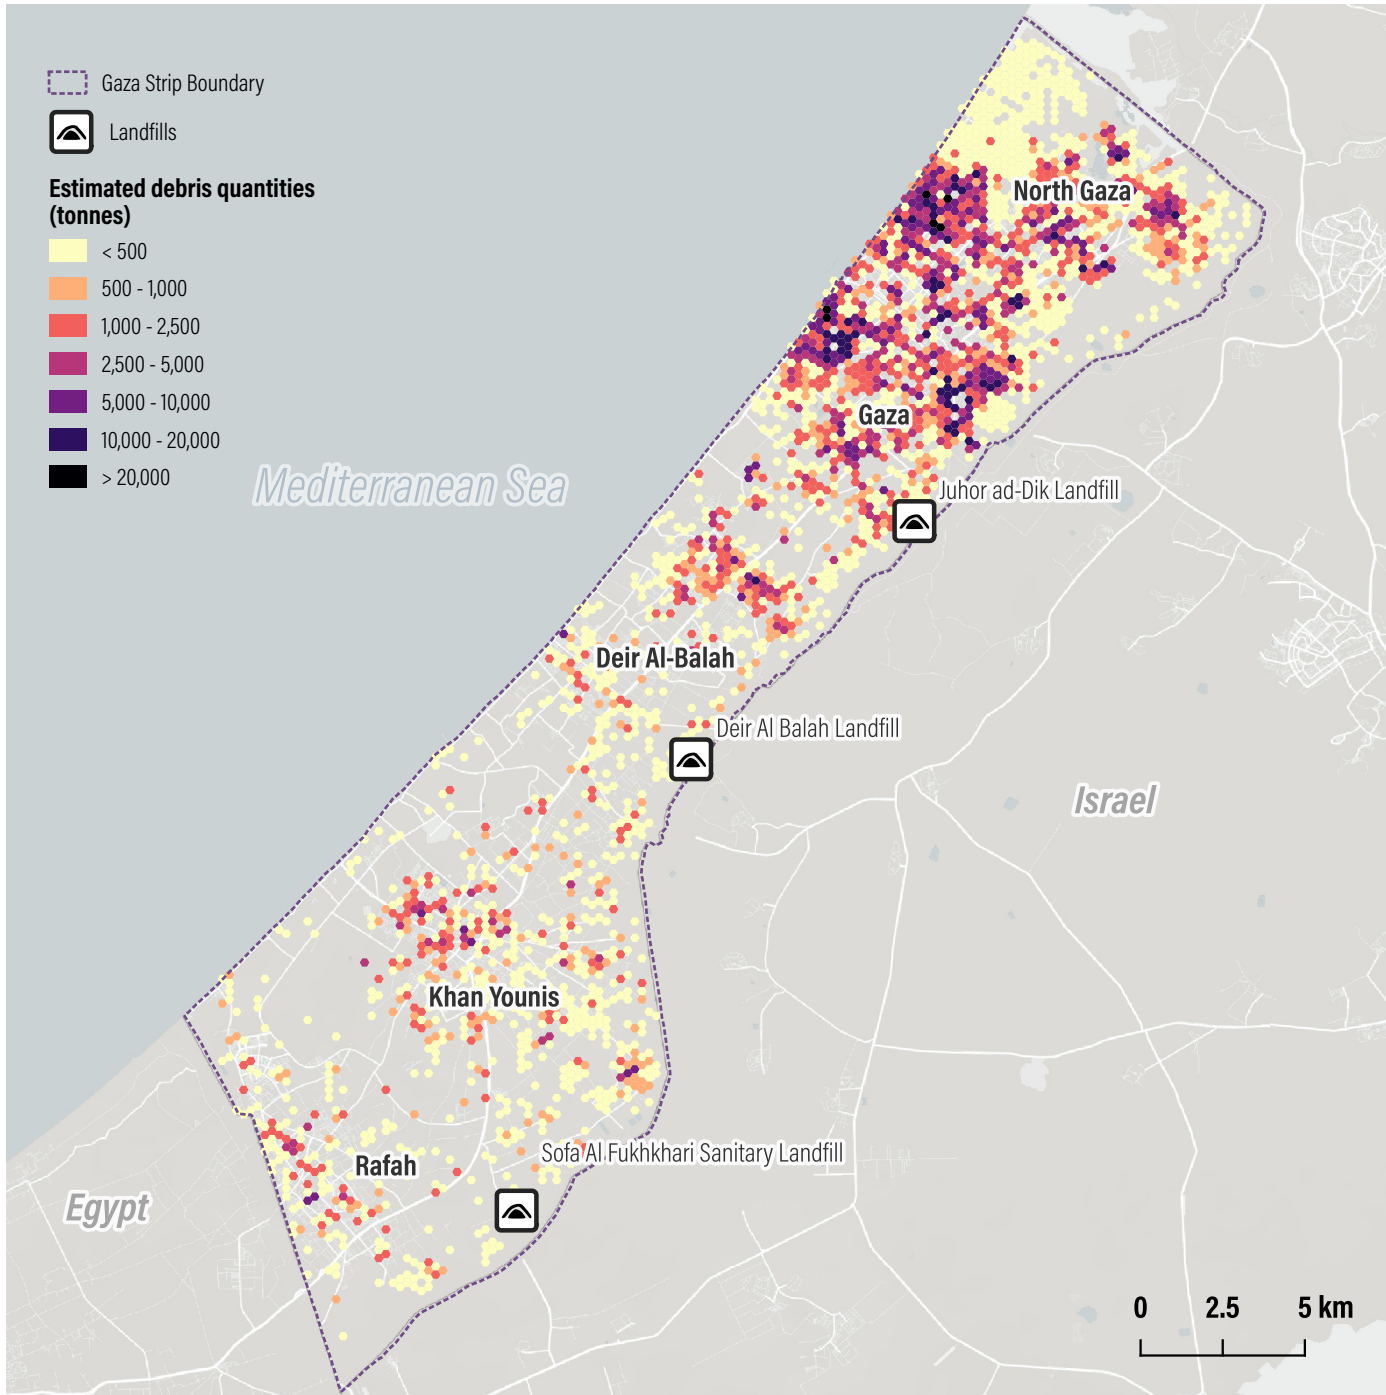 Gaza Strip Boundary
Landfills
Estimated debris quantities
(tonnes)
< 500
500 - 1,000
1,000 - 2,500
2,500 - 5,000
5,000 - 10,000
10,000 - 20,000
> 20,000
North Gaza
Gaza
Mediterranean Sea
Juhor ad-Dik Landfill
Deir Al-Balah
Deir Al Balah Landfill
Israel
Khan Younis
Sofa Al Fukhkhari Sanitary Landfill
Rafah
Egypt
0 2.5 5 km